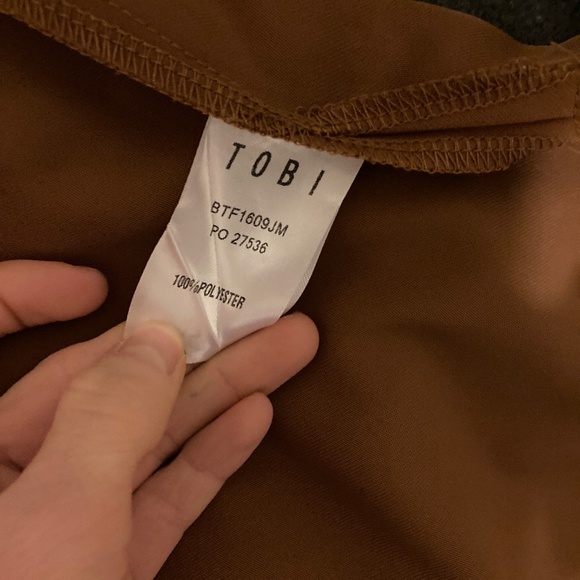 TOBI
BTF1609JM
PO 27536
100%POLYESTER